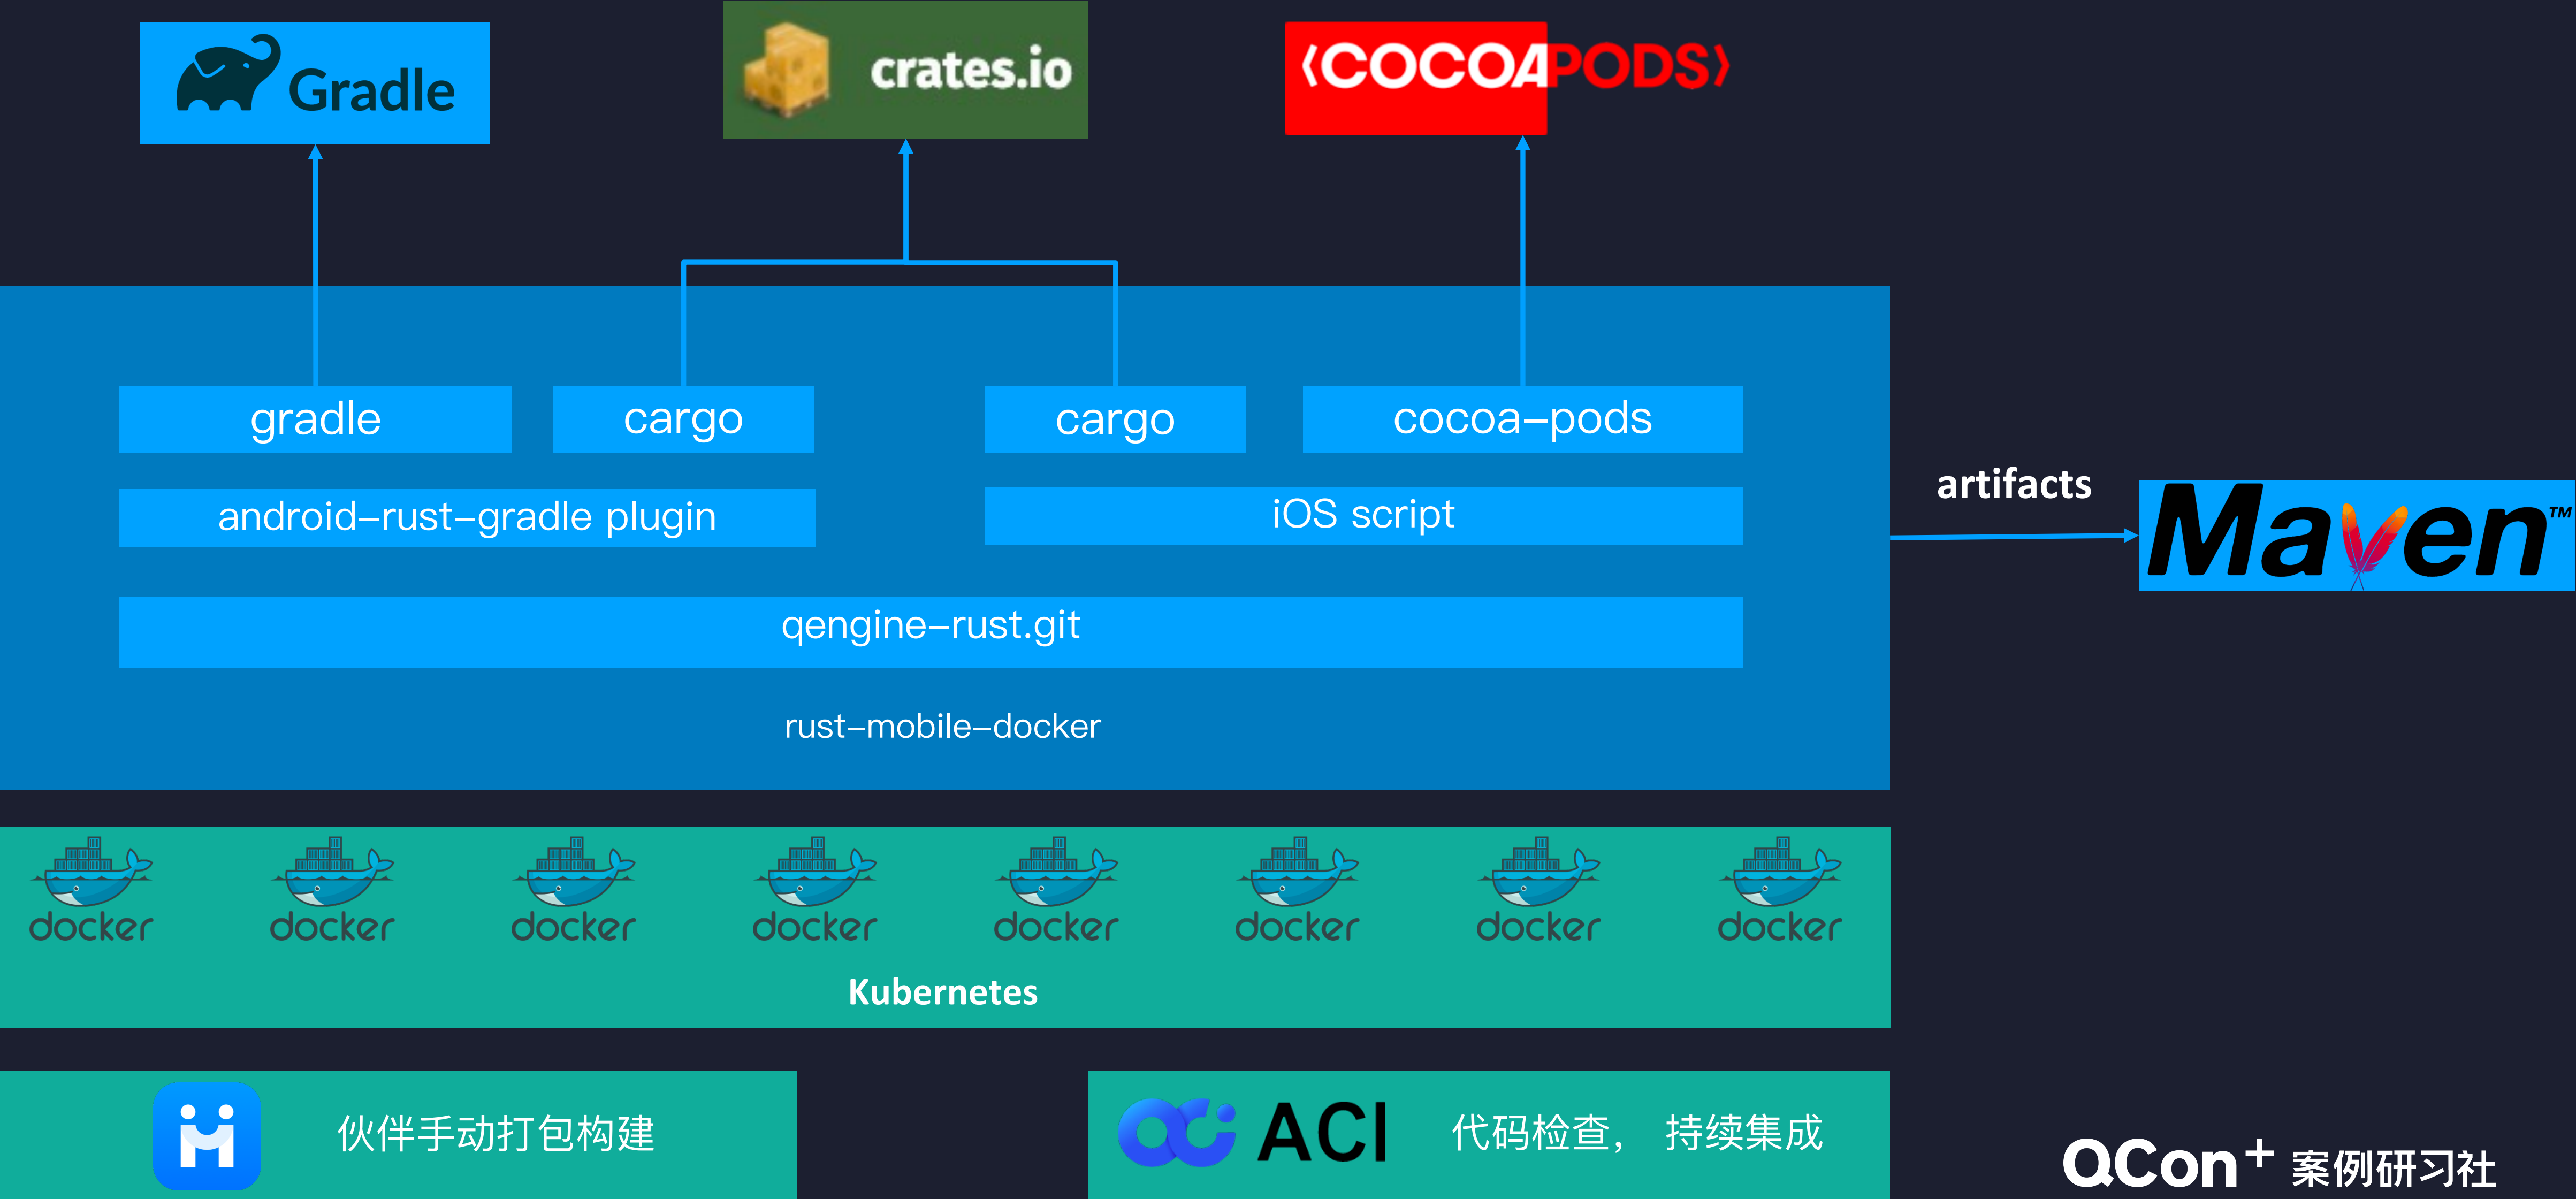 Gradle
crates.io
COCOAPODS
gradle
cargo
cargo
cocoa-pods
android-rust-gradle plugin
iOS script
qengine-rust.git
rust-mobile-docker
artifacts
Maven™
docker
docker
docker
docker
docker
docker
docker
docker
Kubernetes
伙伴手动打包构建
ACI
代码检查， 持续集成
QCon+ 案例研习社